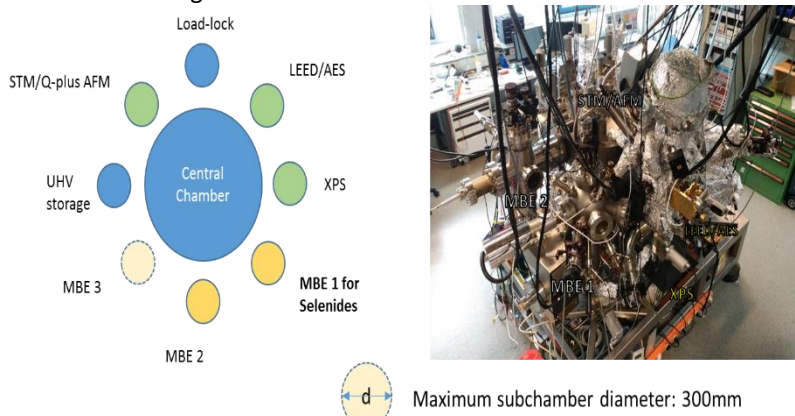 Load-lock
STM/Q-plus AFM
LEED/AES
Central
Chamber
UHV
storage
XPS
MBE 3
MBE 1 for
Selenides
MBE 2
STM/AFM
MBE 2
LEED/AES
MBE 1
XPS
d
Maximum subchamber diameter: 300mm